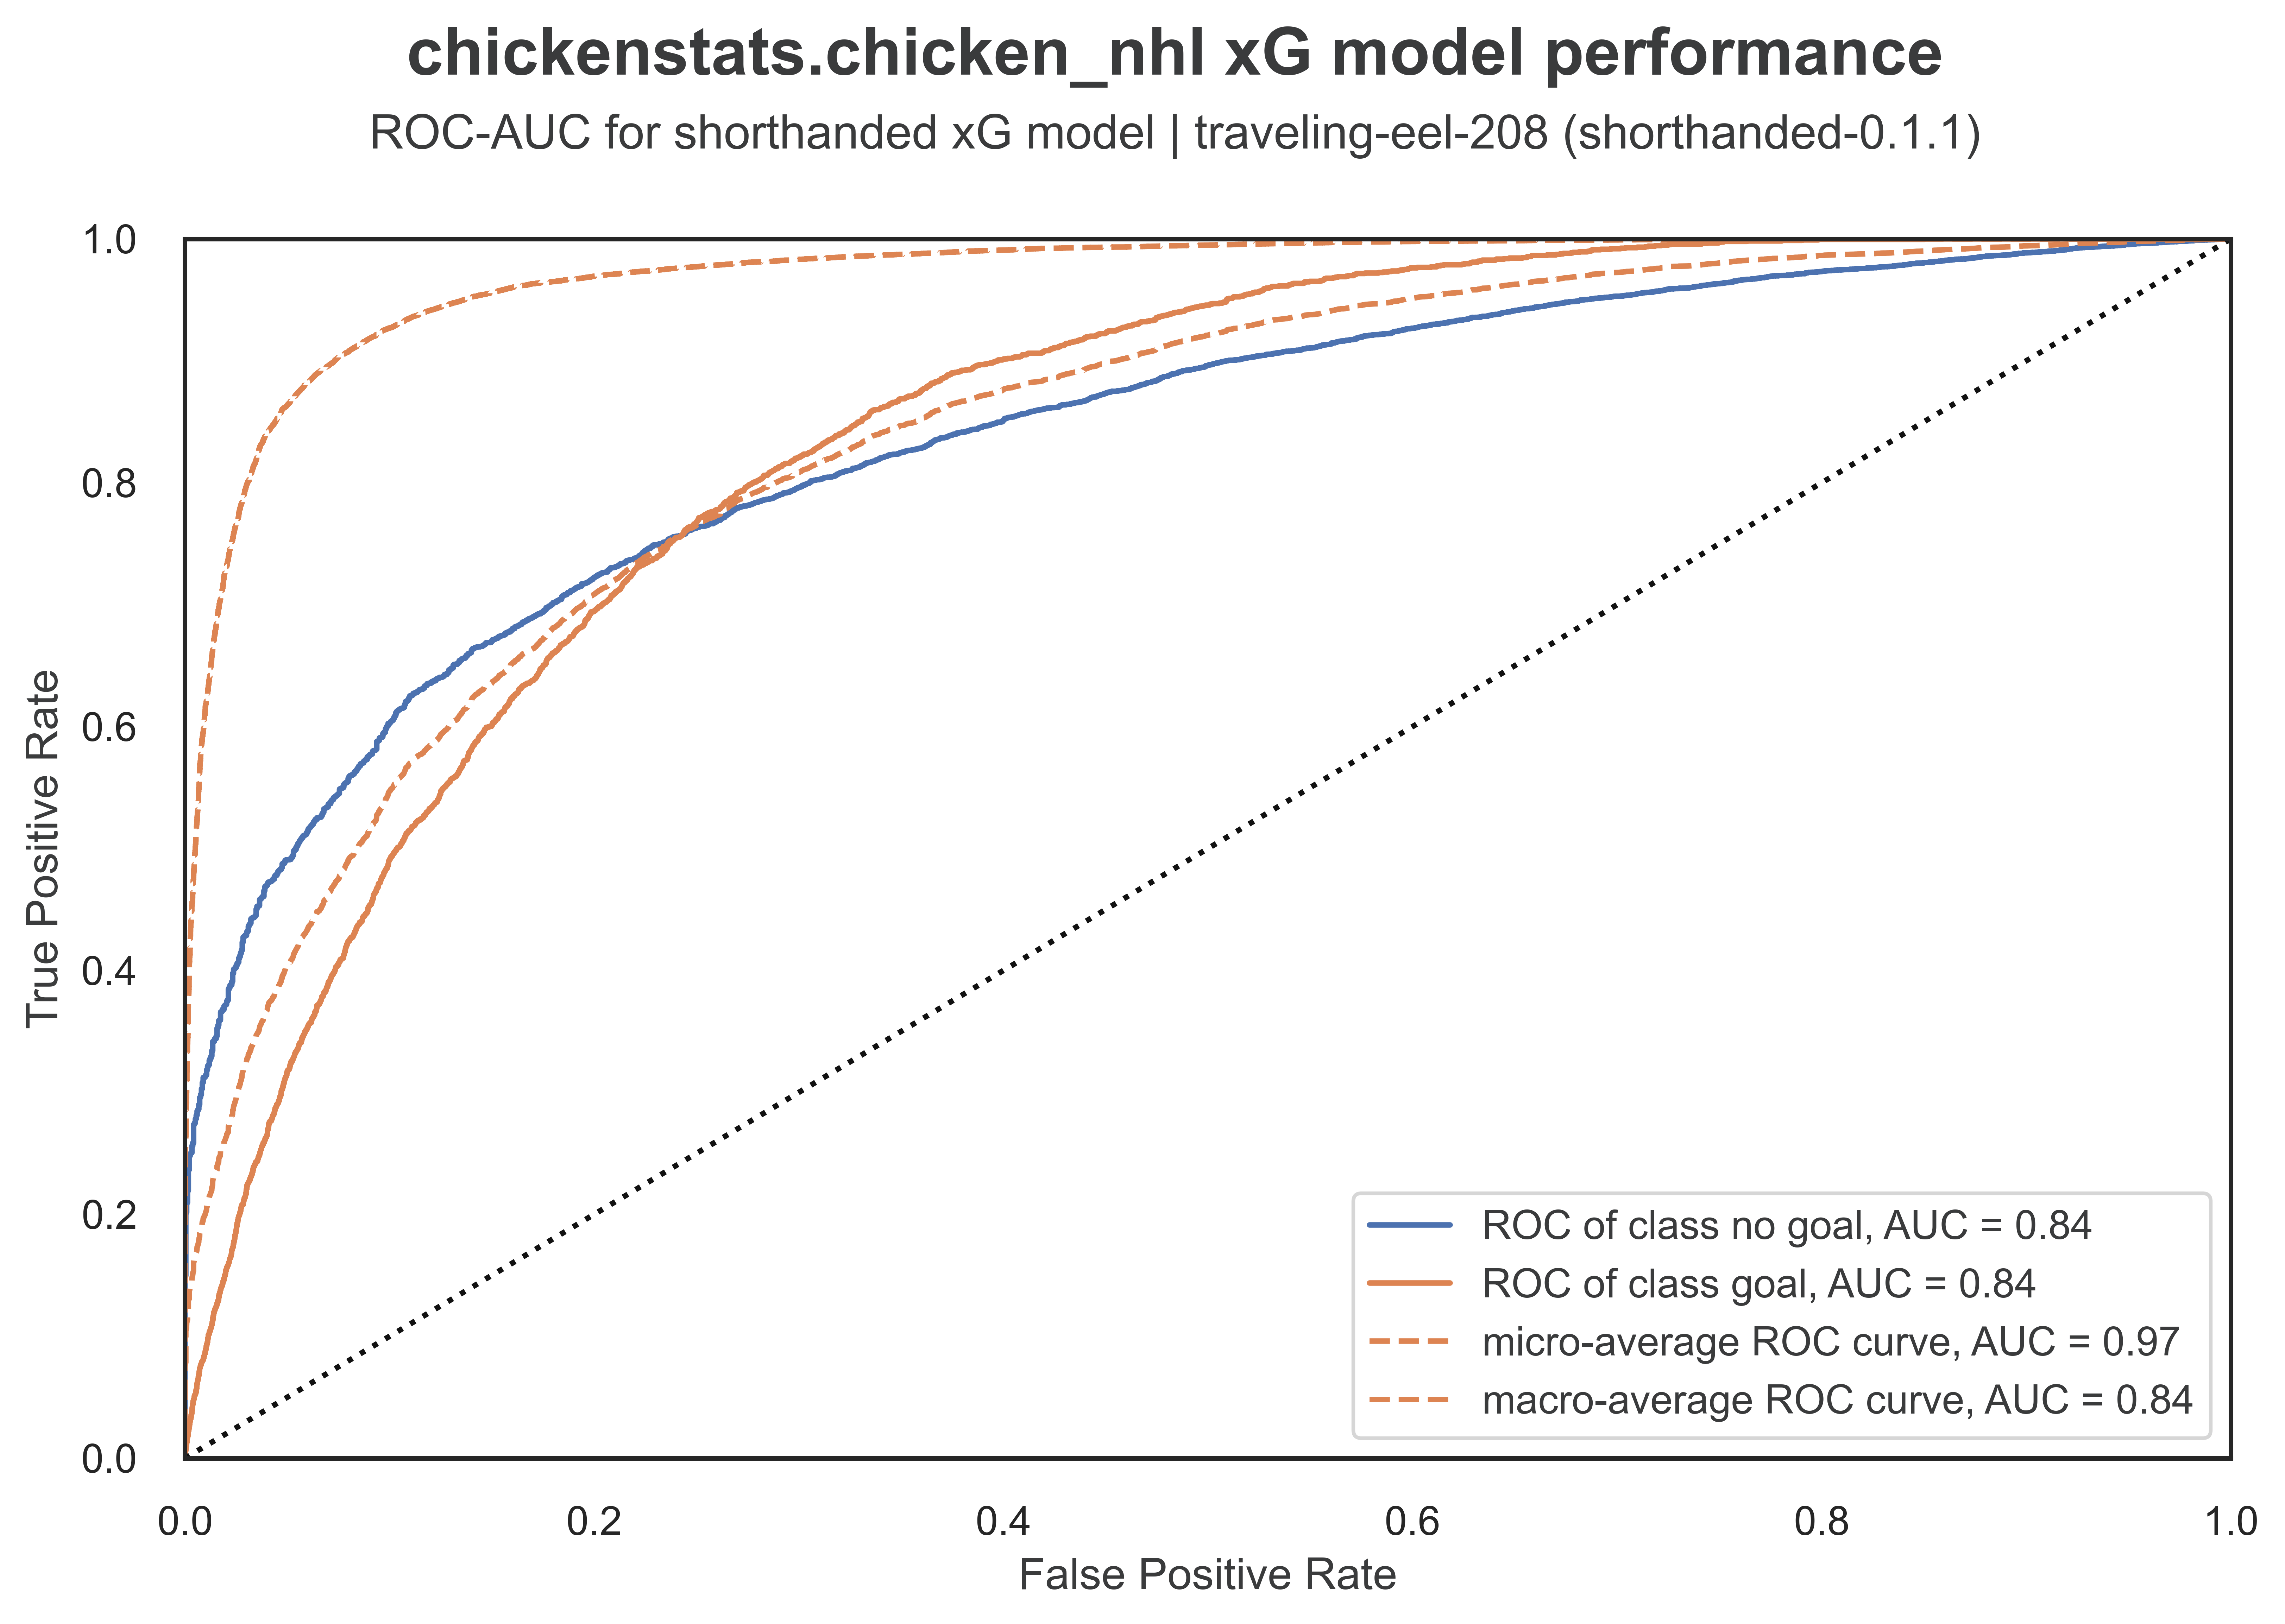 chickenstats.chicken_nhl xG model performance
ROC-AUC for shorthanded xG model | traveling-eel-208 (shorthanded-0.1.1)
1.0
0.8
0.6
0.4
0.2
0.0
True Positive Rate
ROC of class no goal, AUC = 0.84
ROC of class goal, AUC = 0.84
micro-average ROC curve, AUC = 0.97
macro-average ROC curve, AUC = 0.84
0.0 0.2 0.4 0.6 0.8 1.0
False Positive Rate